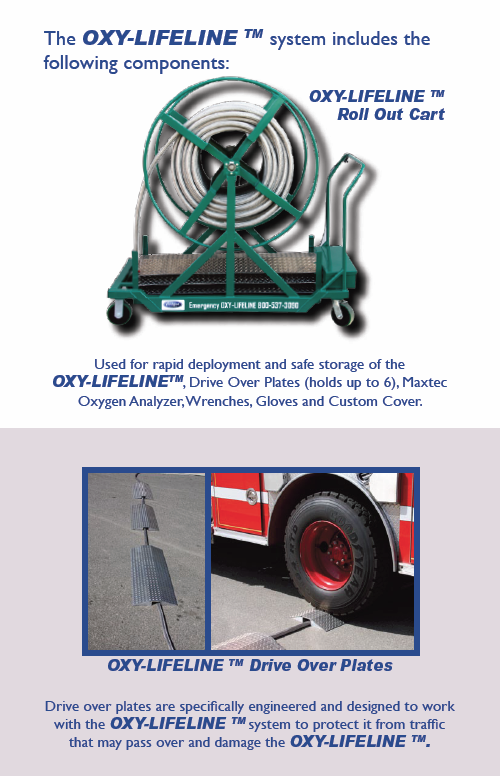 The OXY-LIFELINE ™ system includes the
following components:
OXY-LIFELINE ™
Roll Out Cart
Emergency OXY-LIFELINE 800-537-3090
Used for rapid deployment and safe storage of the
OXY-LIFELINE™, Drive Over Plates (holds up to 6), Maxtec
Oxygen Analyzer, Wrenches, Gloves and Custom Cover.
OXY-LIFELINE ™ Drive Over Plates
Drive over plates are specifically engineered and designed to work
with the OXY-LIFELINE ™ system to protect it from traffic
that may pass over and damage the OXY-LIFELINE ™.